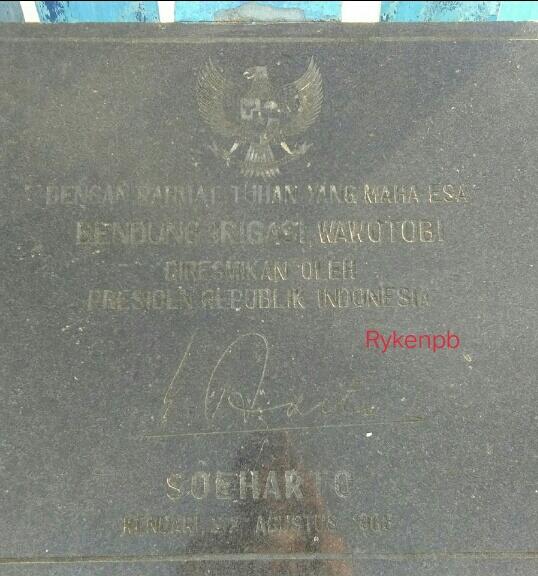 DENGAN RAHMAT TUHAN YANG MAHA ESA
BENDUNG IRIGASI WAWOTOBI
DIRESMIKAN OLEH
PRESIDEN REPUBLIK INDONESIA
Rykenpb
SOEHARTO
KENDARI, AGUSTUS